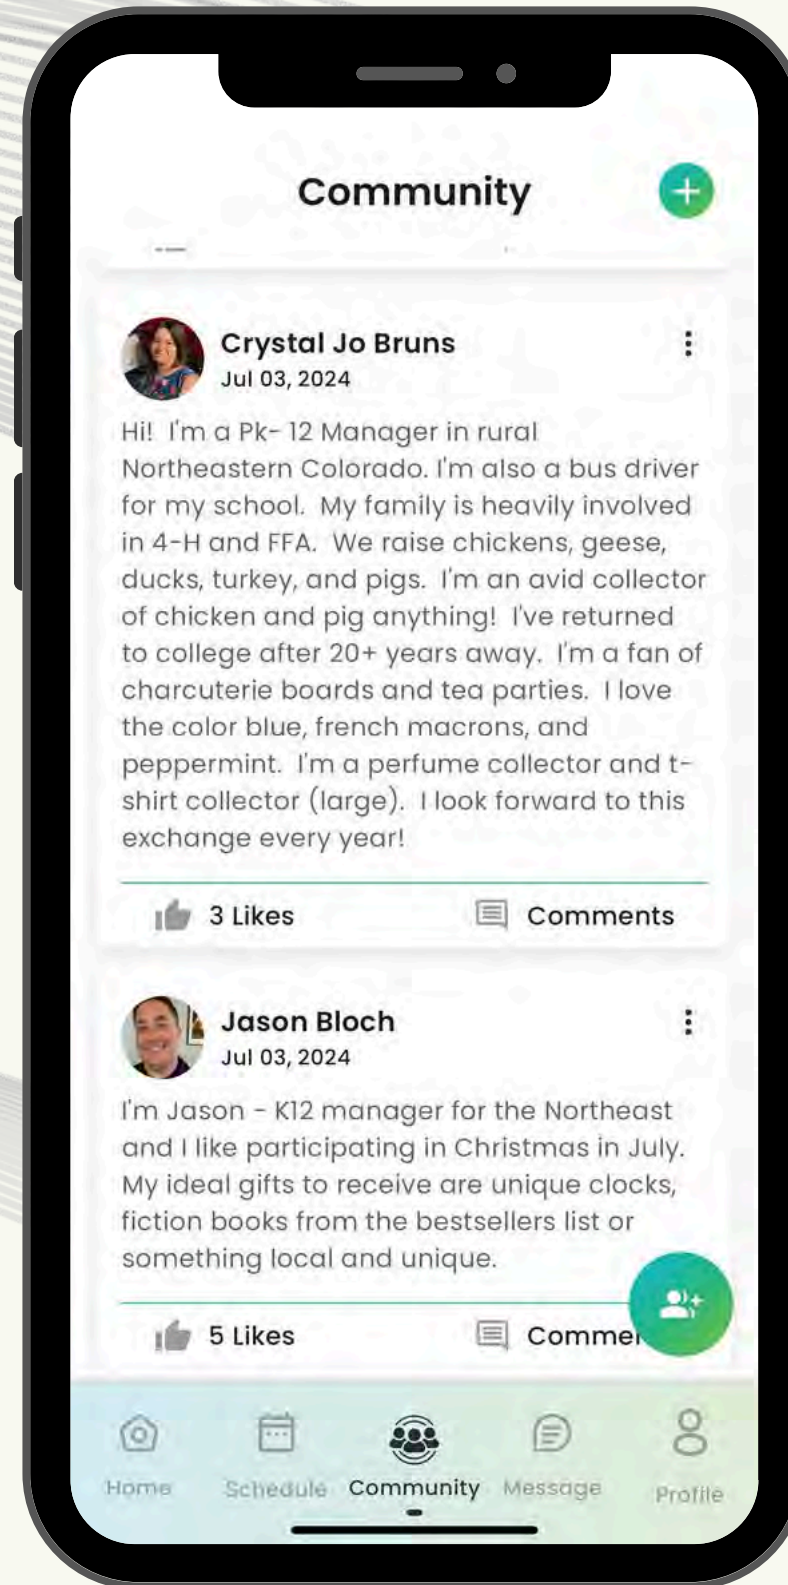 Community
Crystal Jo Bruns
Jul 03, 2024
Hi!  I'm a Pk- 12 Manager in rural
Northeastern Colorado. I'm also a bus driver
for my school.  My family is heavily involved
in 4-H and FFA.  We raise chickens, geese,
ducks, turkey, and pigs.  I'm an avid collector
of chicken and pig anything!  I've returned
to college after 20+ years away.  I'm a fan of
charcuterie boards and tea parties.  I love
the color blue, french macrons, and
peppermint.  I'm a perfume collector and t-
shirt collector (large).  I look forward to this
exchange every year!
3 Likes Comments
Jason Bloch
Jul 03, 2024
I'm Jason - K12 manager for the Northeast
and I like participating in Christmas in July.
My ideal gifts to receive are unique clocks,
fiction books from the bestsellers list or
something local and unique.
5 Likes Comme
Home Schedule Community Message Profile